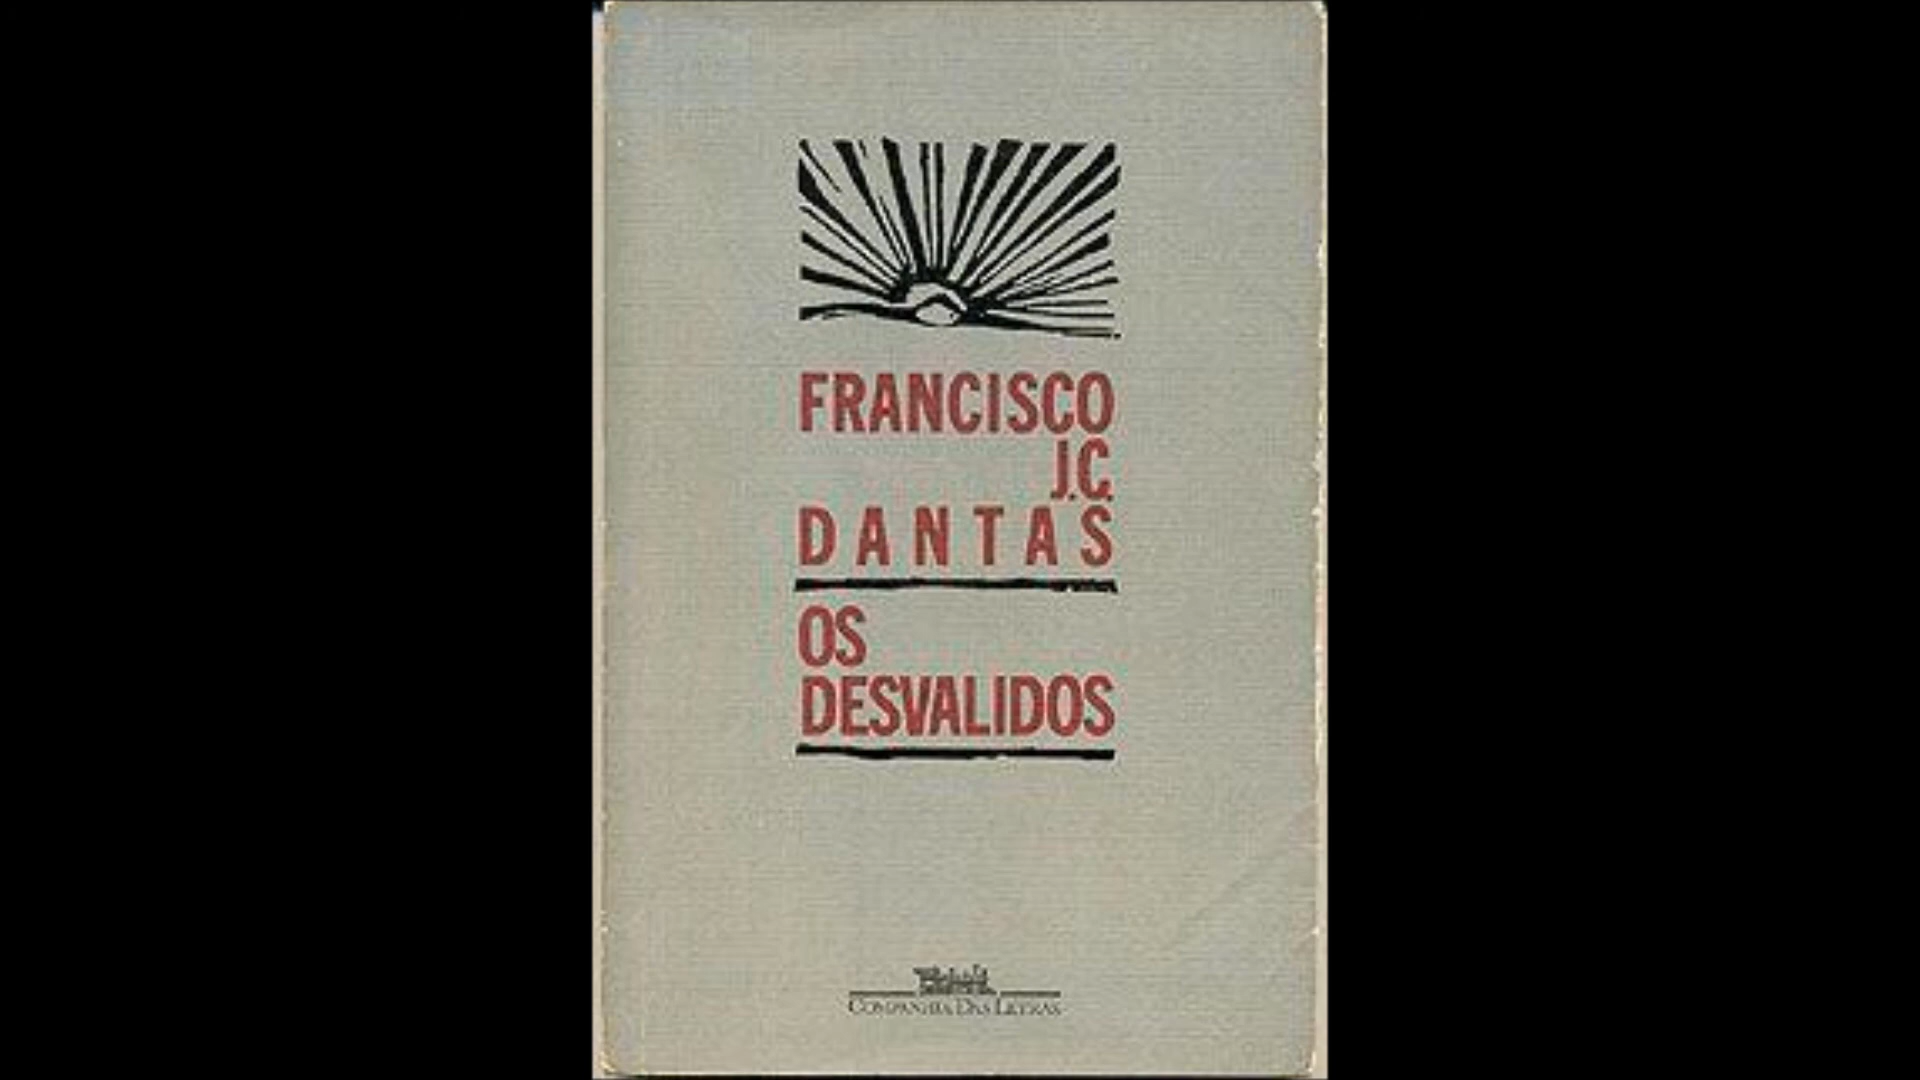 FRANCISCO
J.C.
DANTAS
OS
DESVALIDOS
COMPANHIA DAS LETRAS